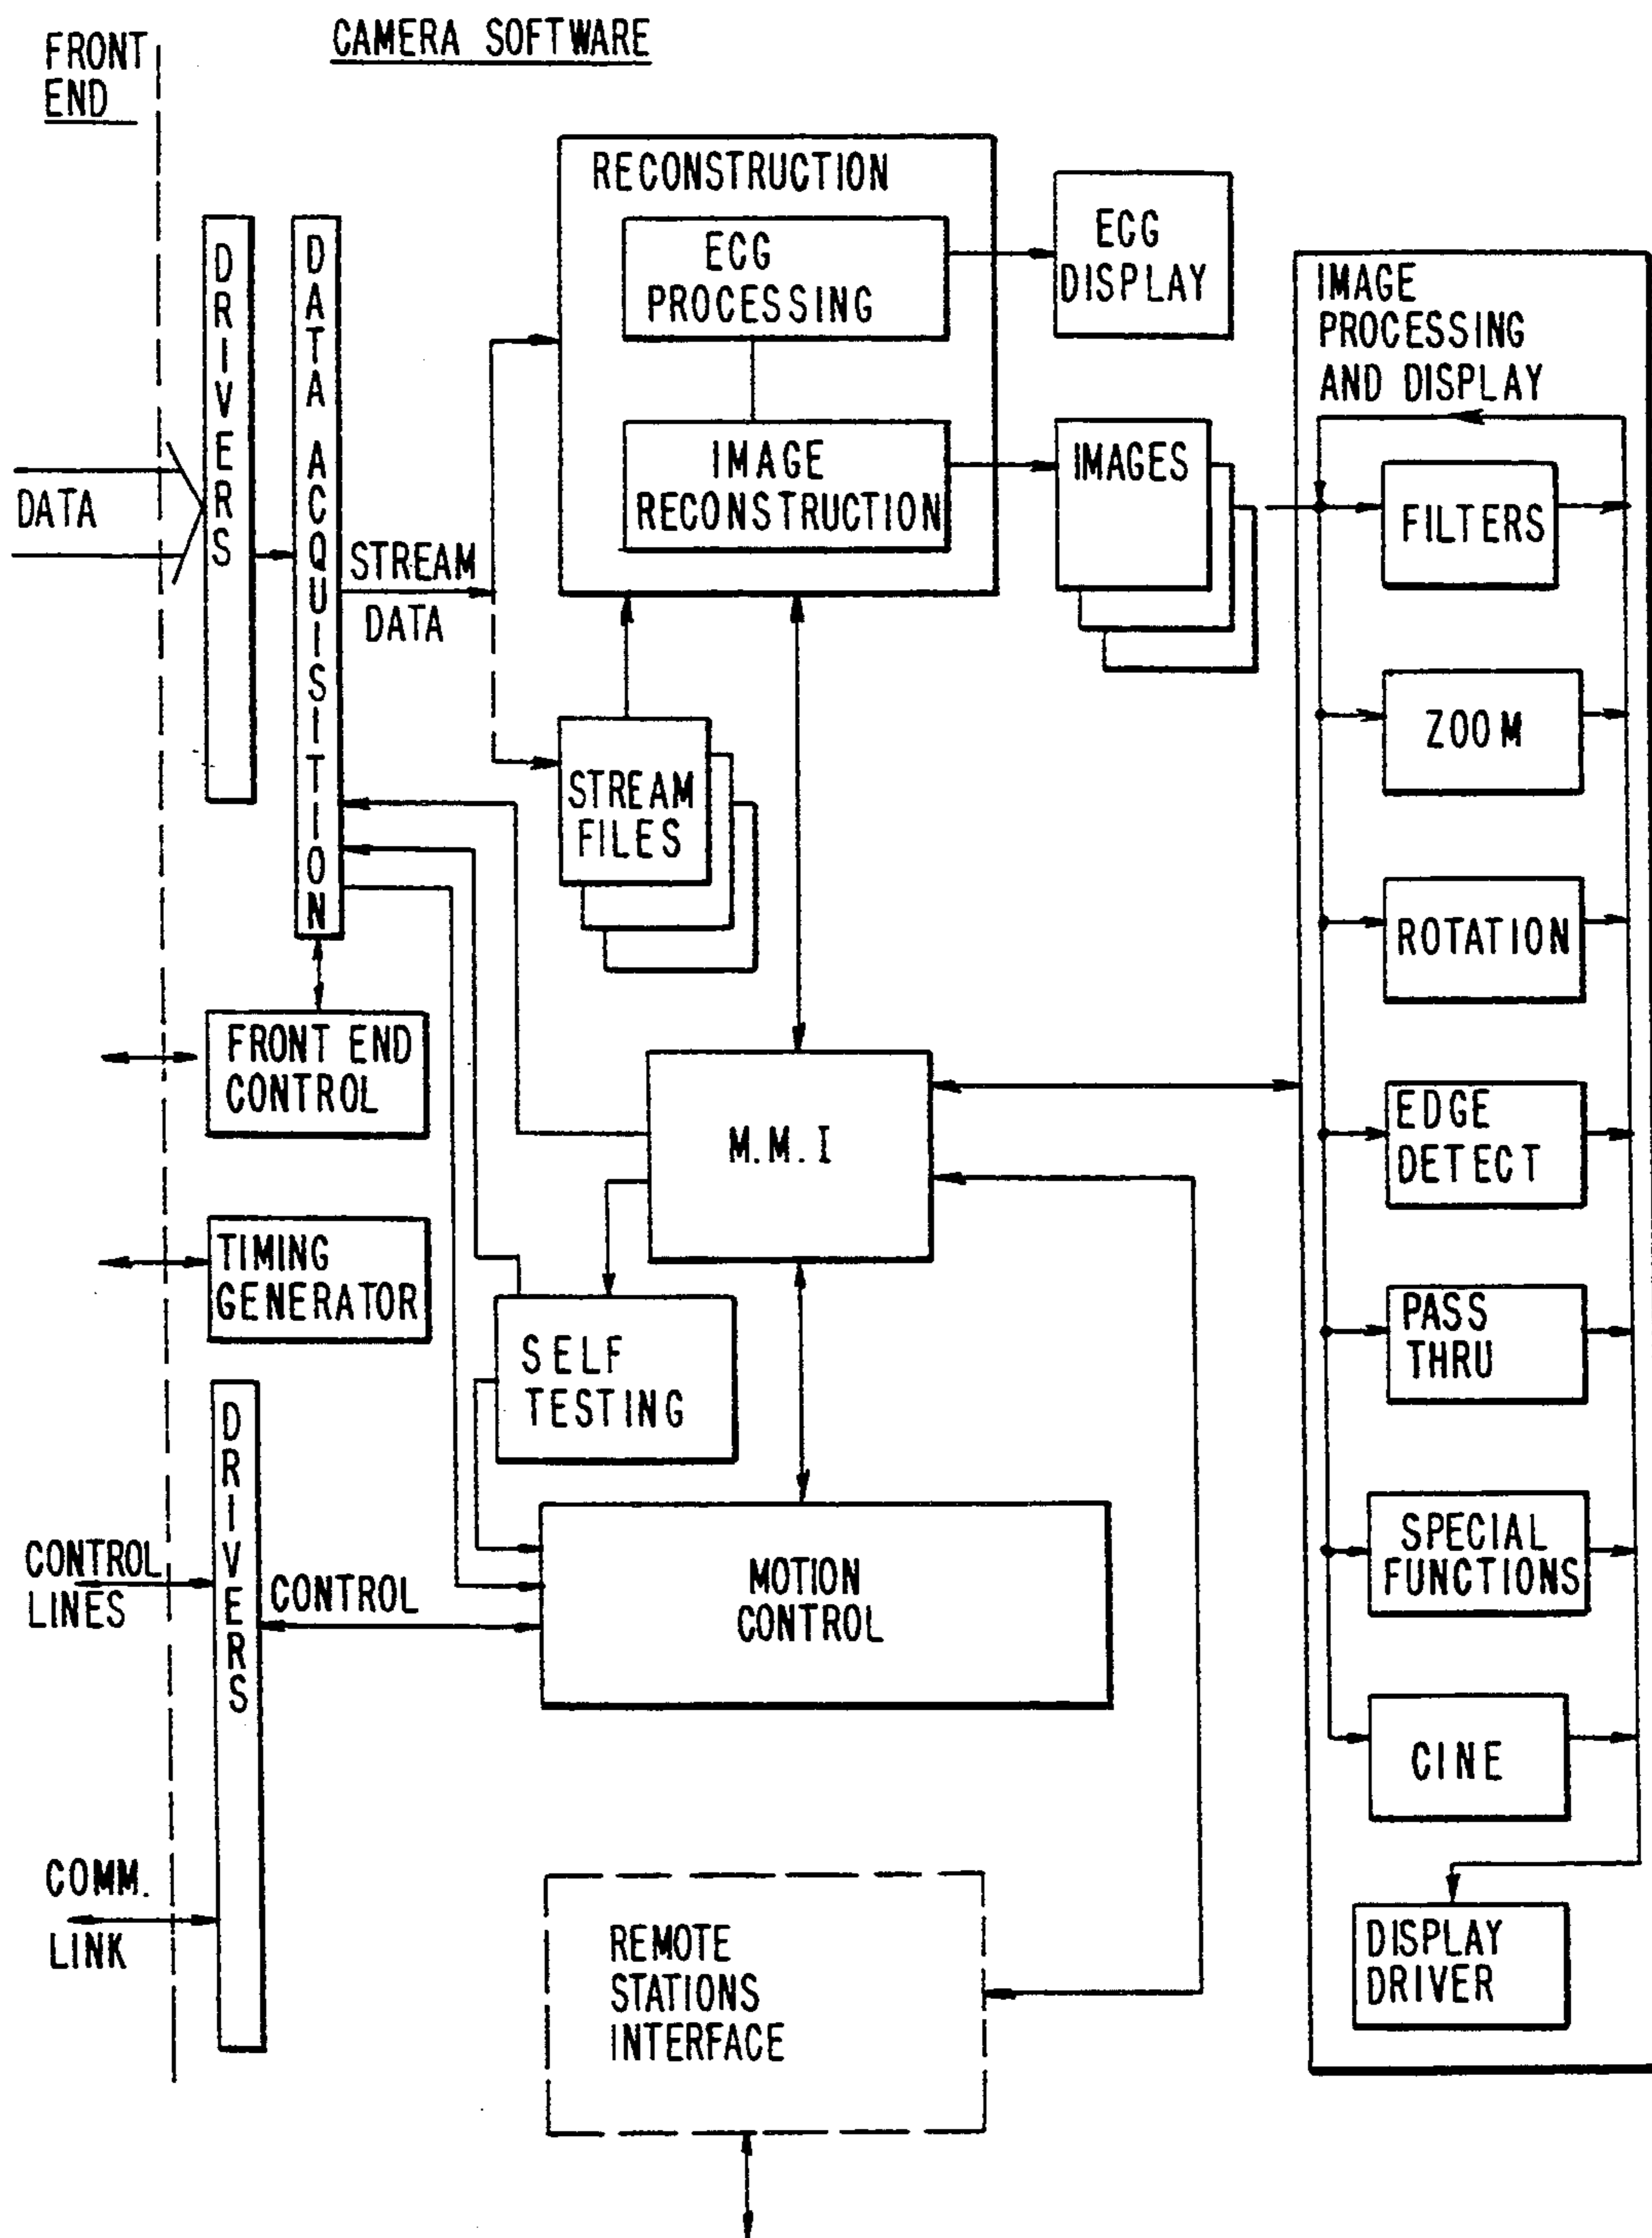 CAMERA SOFTWARE
FRONT
END
DATA
DRIVERS
DATA ACQUISITION
STREAM
DATA
RECONSTRUCTION
ECG
PROCESSING
IMAGE
RECONSTRUCTION
ECG
DISPLAY
IMAGES
STREAM
FILES
IMAGE
PROCESSING
AND DISPLAY
FILTERS
ZOOM
ROTATION
EDGE
DETECT
PASS
THRU
SPECIAL
FUNCTIONS
CINE
DISPLAY
DRIVER
FRONT END
CONTROL
TIMING
GENERATOR
M.M.I
SELF
TESTING
MOTION
CONTROL
CONTROL
LINES
DRIVERS
CONTROL
COMM.
LINK
REMOTE
STATIONS
INTERFACE